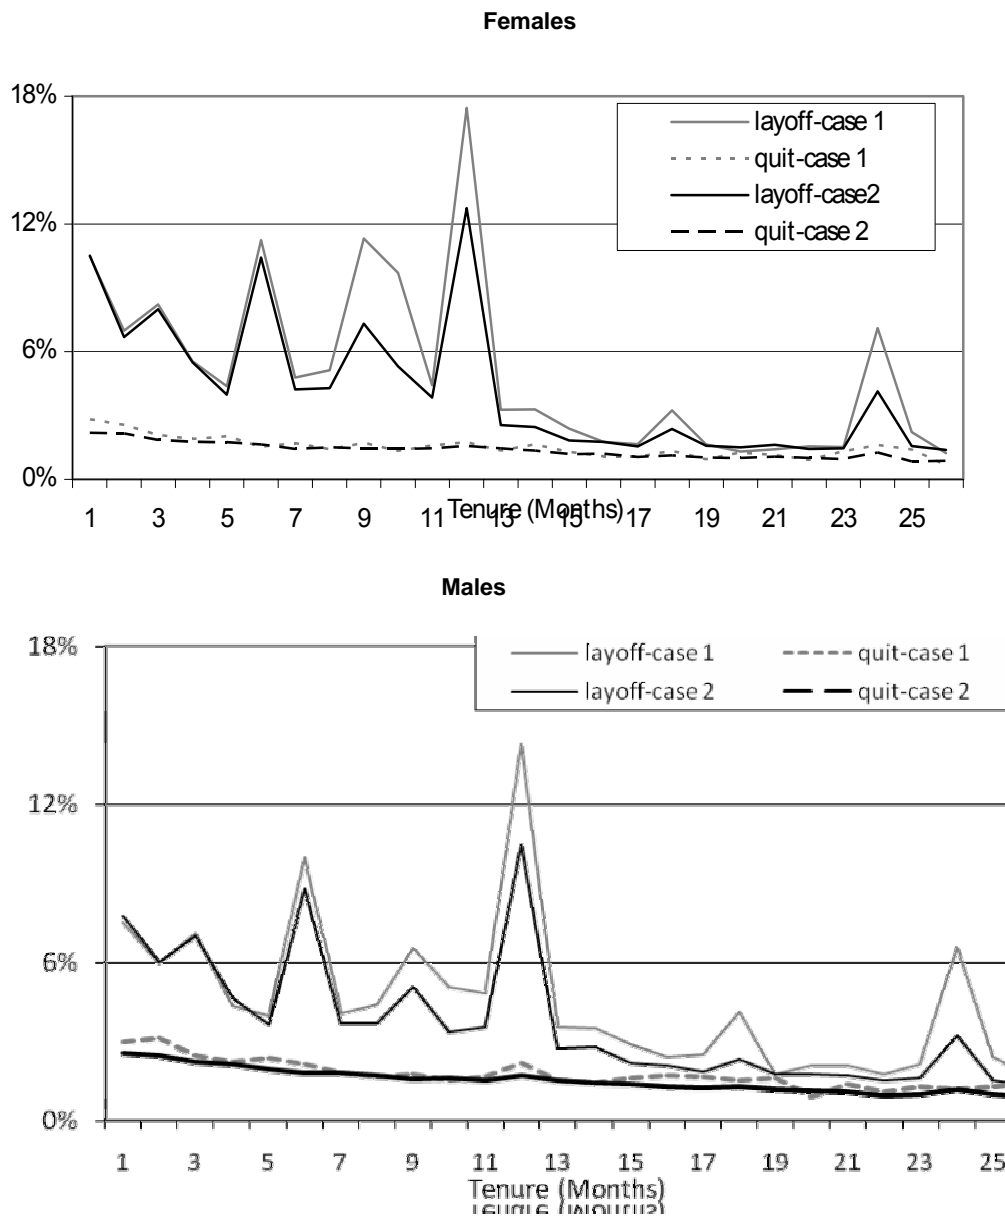 Females
18%
layoff-case 1
quit-case 1
layoff-case2
quit-case 2
12%
6%
0%
Tenure (Months)
1 3 5 7 9 11 13 15 17 19 21 23 25
Males
18%
layoff-case 1 quit-case 1
layoff-case 2 quit-case 2
12%
6%
0%
1 3 5 7 9 11 13 15 17 19 21 23 25
Tenure (Months)
Tenure (Months)